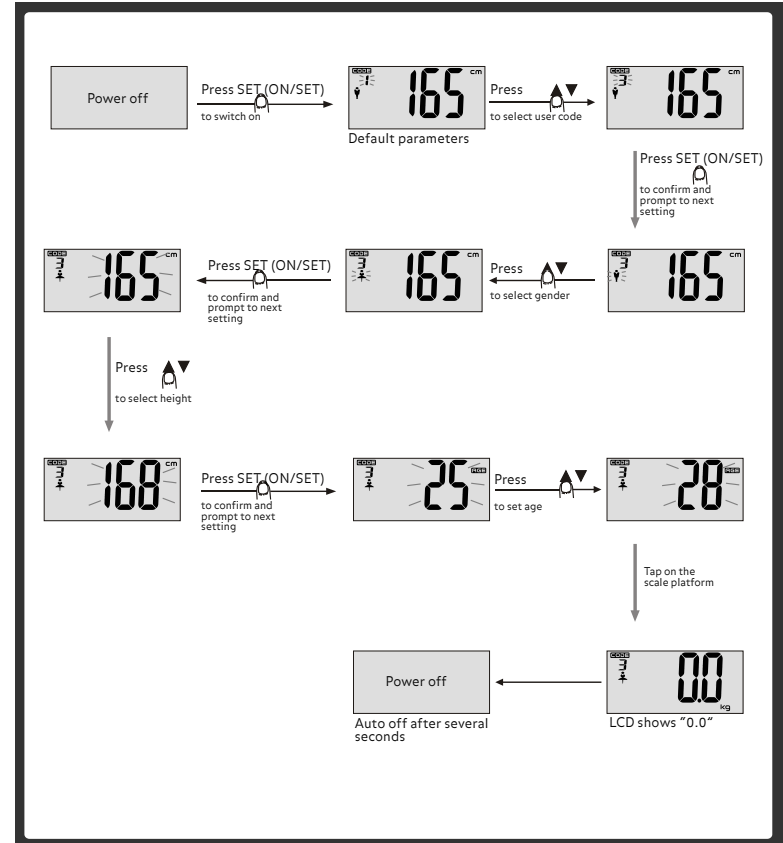 Power off
Press SET (ON/SET)
to switch on
CODE
1
165 cm
Default parameters
Press
to select user code
CODE
3
165 cm
Press SET (ON/SET)
to confirm and
prompt to next
setting
CODE
3
165 cm
Press
to select gender
CODE
3
165 cm
Press SET (ON/SET)
to confirm and
prompt to next
setting
CODE
3
165 cm
Press
to select height
CODE
3
168 cm
Press SET (ON/SET)
to confirm and
prompt to next
setting
CODE
3
25 AGE
Press
to set age
CODE
3
28 AGE
Tap on the
scale platform
CODE
3
0.0
kg
LCD shows "0.0"
Power off
Auto off after several
seconds